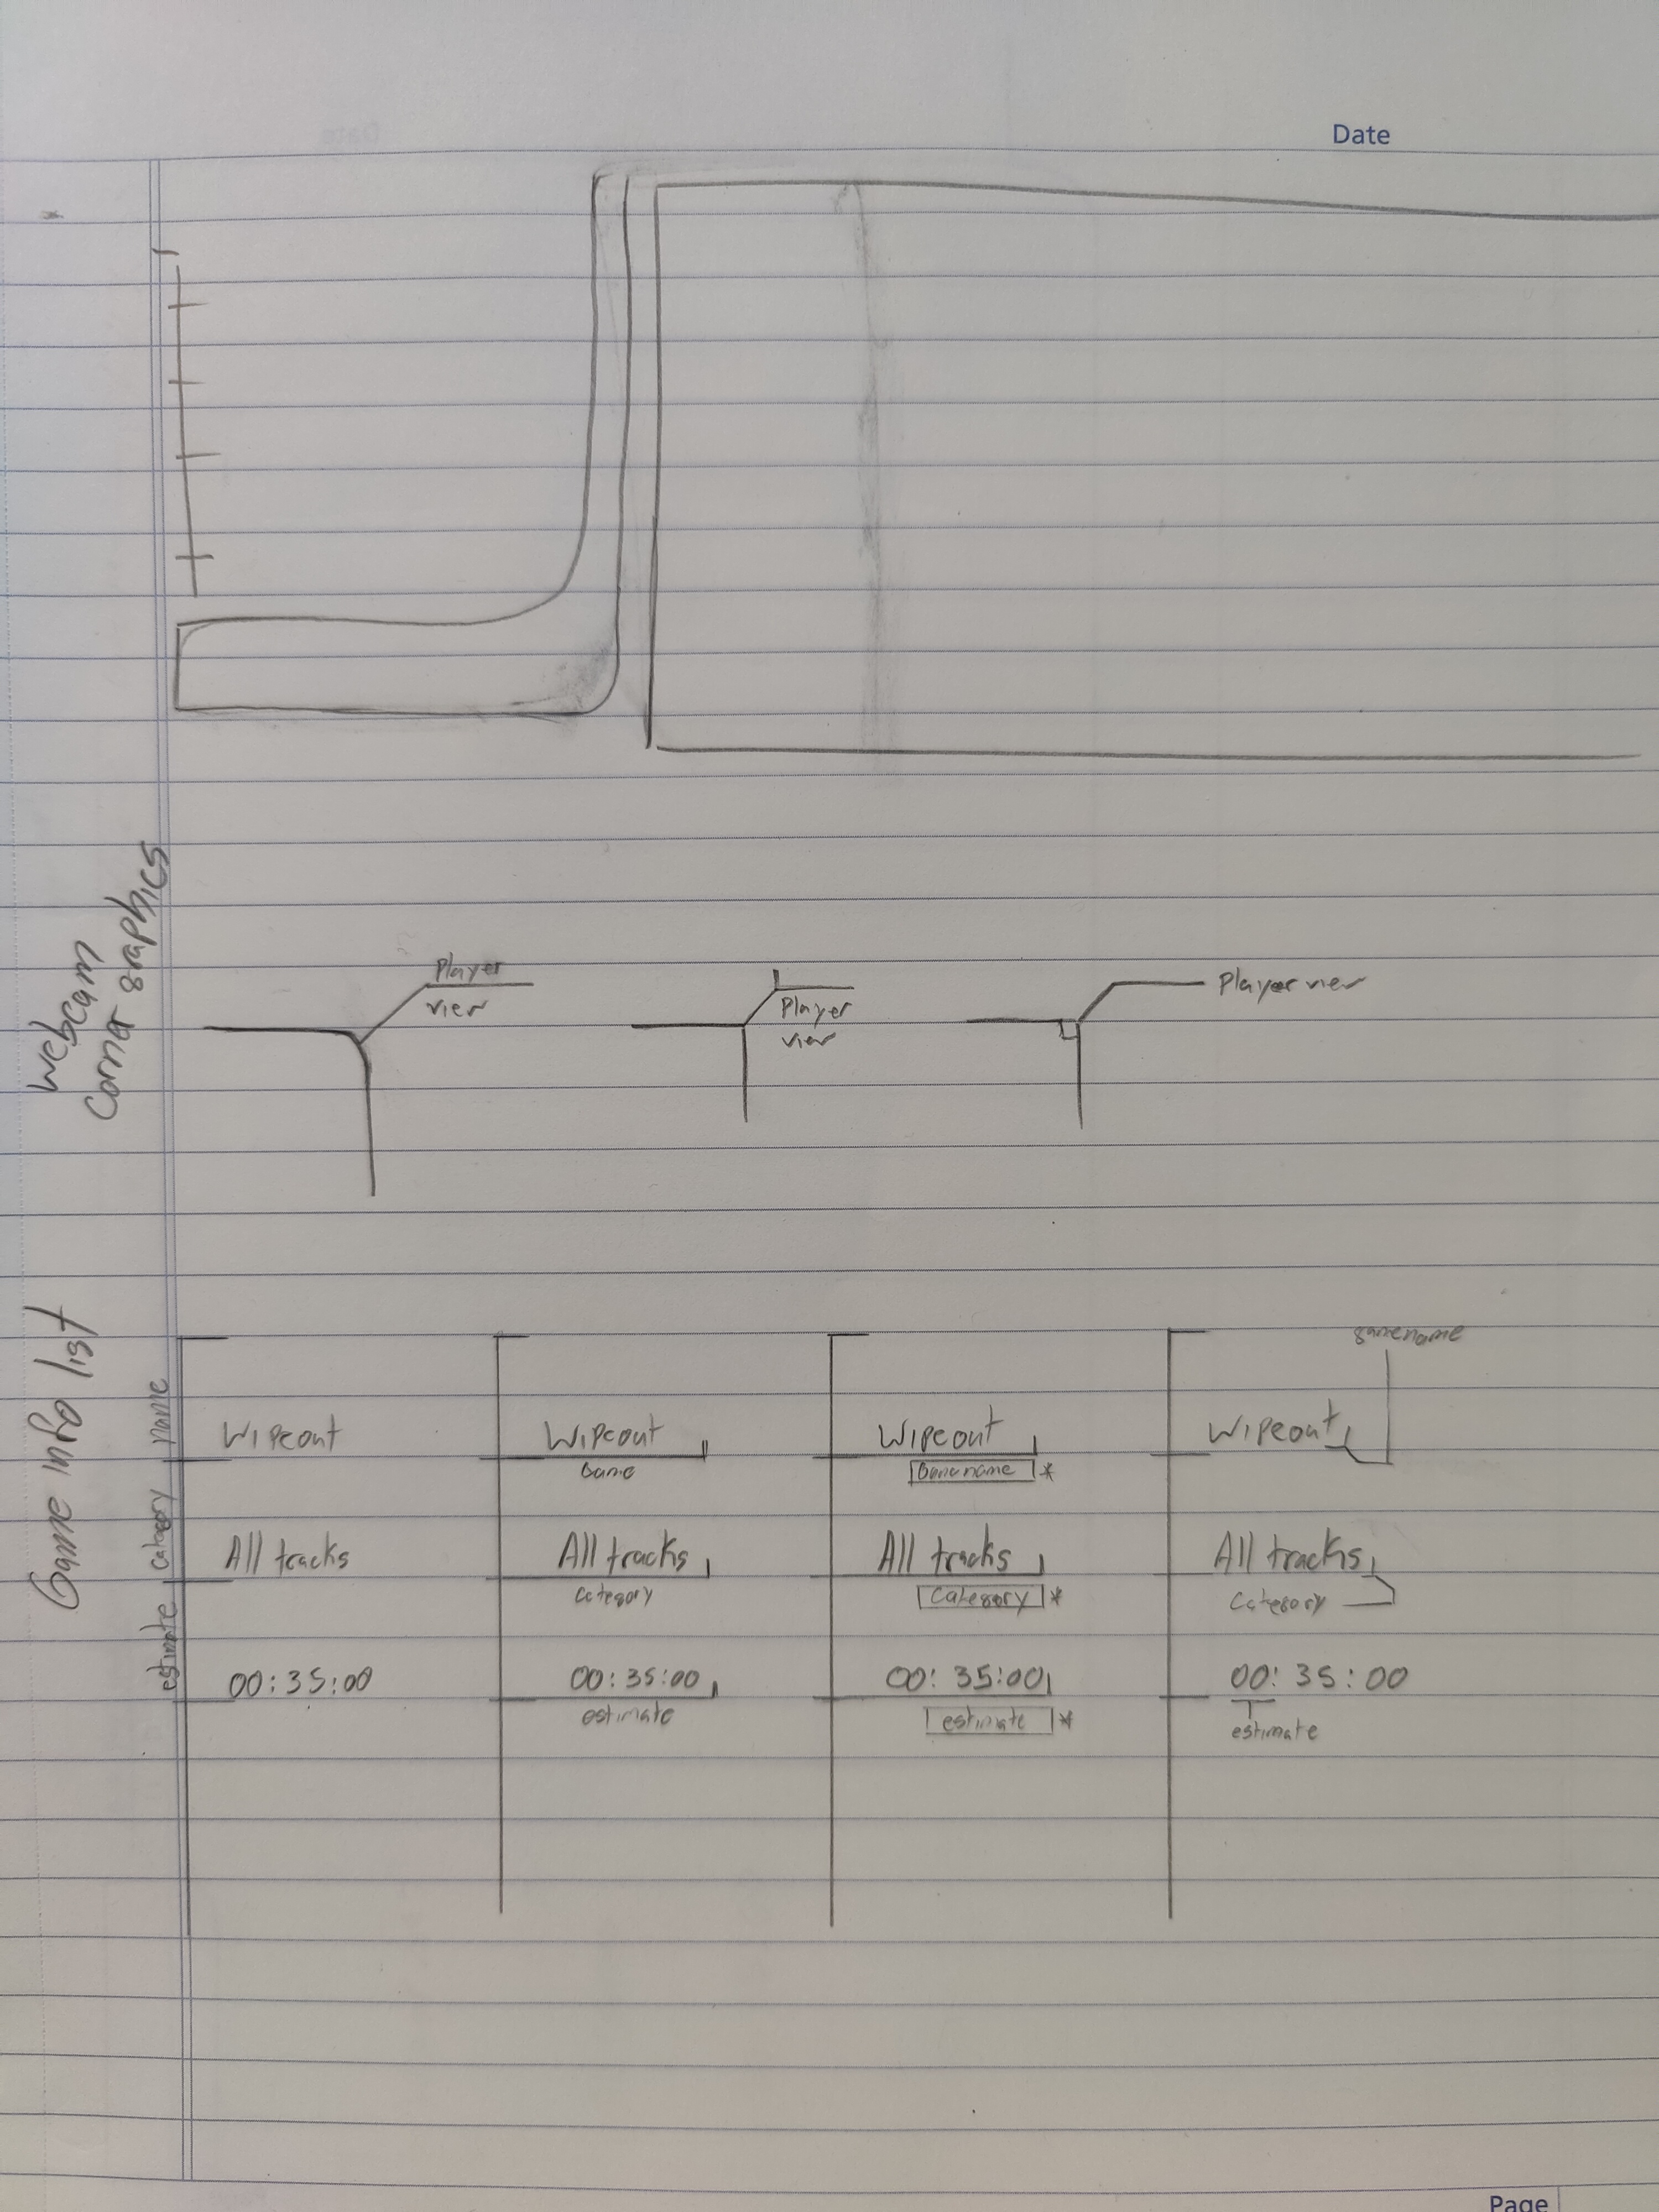 Date
Webcam
Corner graphics
Player
view
Player
view
Player view
Game info list
name
Category
estimate
Wipeout
All tracks
00:35:00
Wipeout
Game
All tracks
category
00:35:00
estimate
Wipeout
Game name *
All tracks
Category *
00:35:00
estimate *
gamename
Wipeout
All tracks
Category
00:35:00
estimate
Page